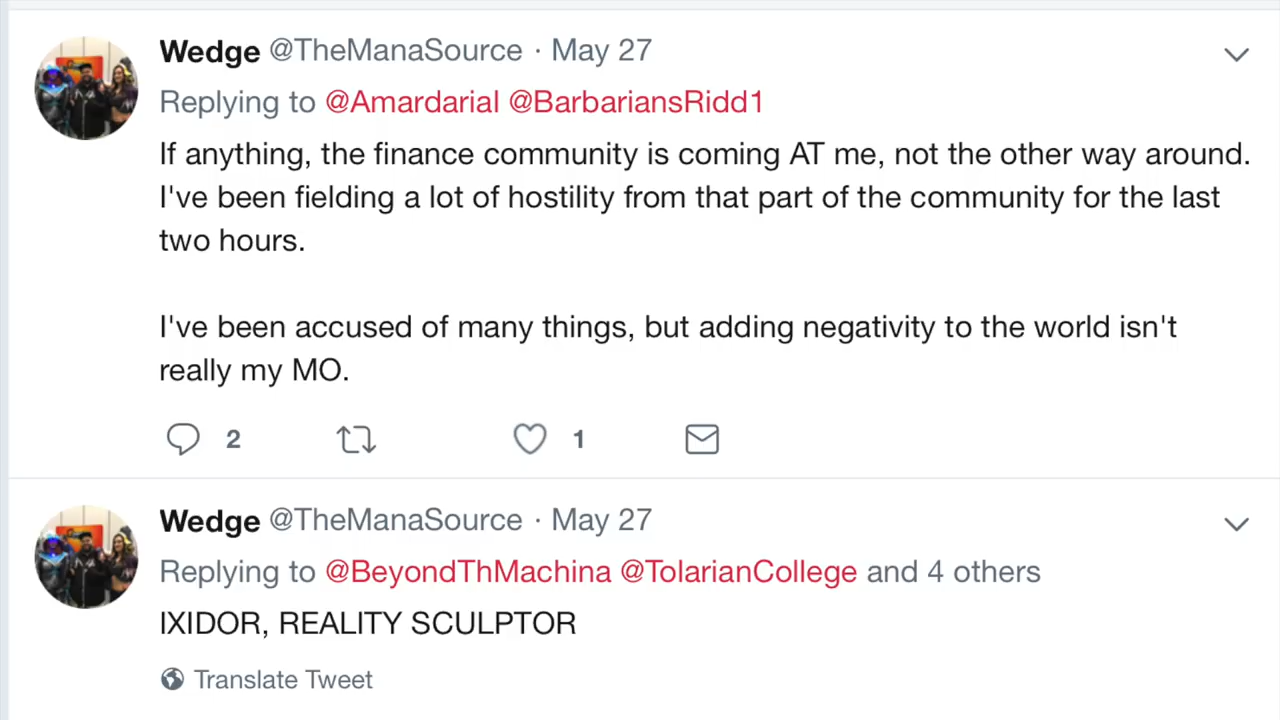 Wedge @TheManaSource · May 27
Replying to @Amardarial @BarbariansRidd1
If anything, the finance community is coming AT me, not the other way around.
I've been fielding a lot of hostility from that part of the community for the last
two hours.
I've been accused of many things, but adding negativity to the world isn't
really my MO.
2 1
Wedge @TheManaSource · May 27
Replying to @BeyondThMachina @TolarianCollege and 4 others
IXIDOR, REALITY SCULPTOR
Translate Tweet